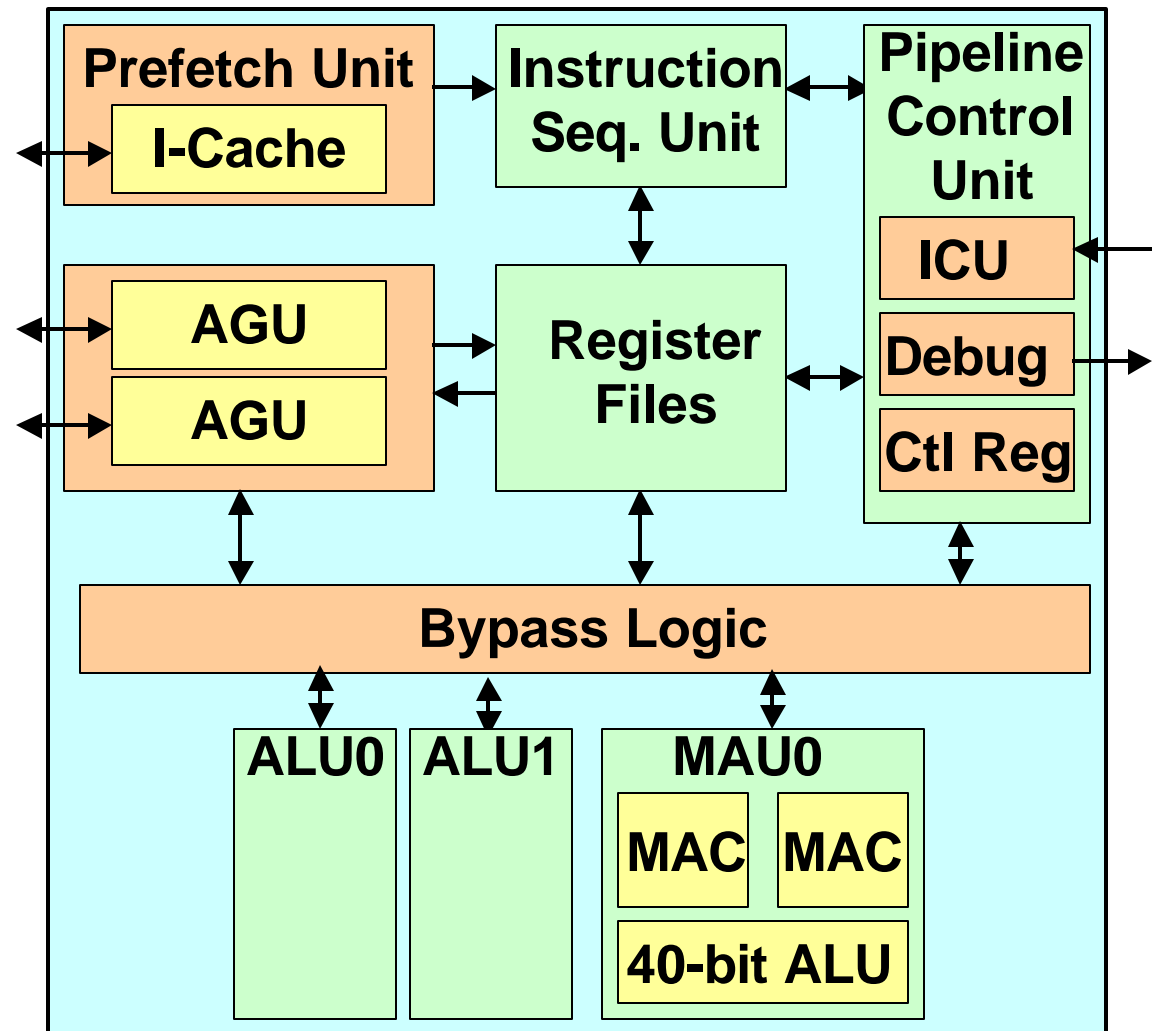 Prefetch Unit
I-Cache
Instruction
Seq. Unit
Pipeline
Control
Unit
ICU
Debug
Ctl Reg
AGU
AGU
Register
Files
Bypass Logic
ALU0
ALU1
MAU0
MAC
MAC
40-bit ALU